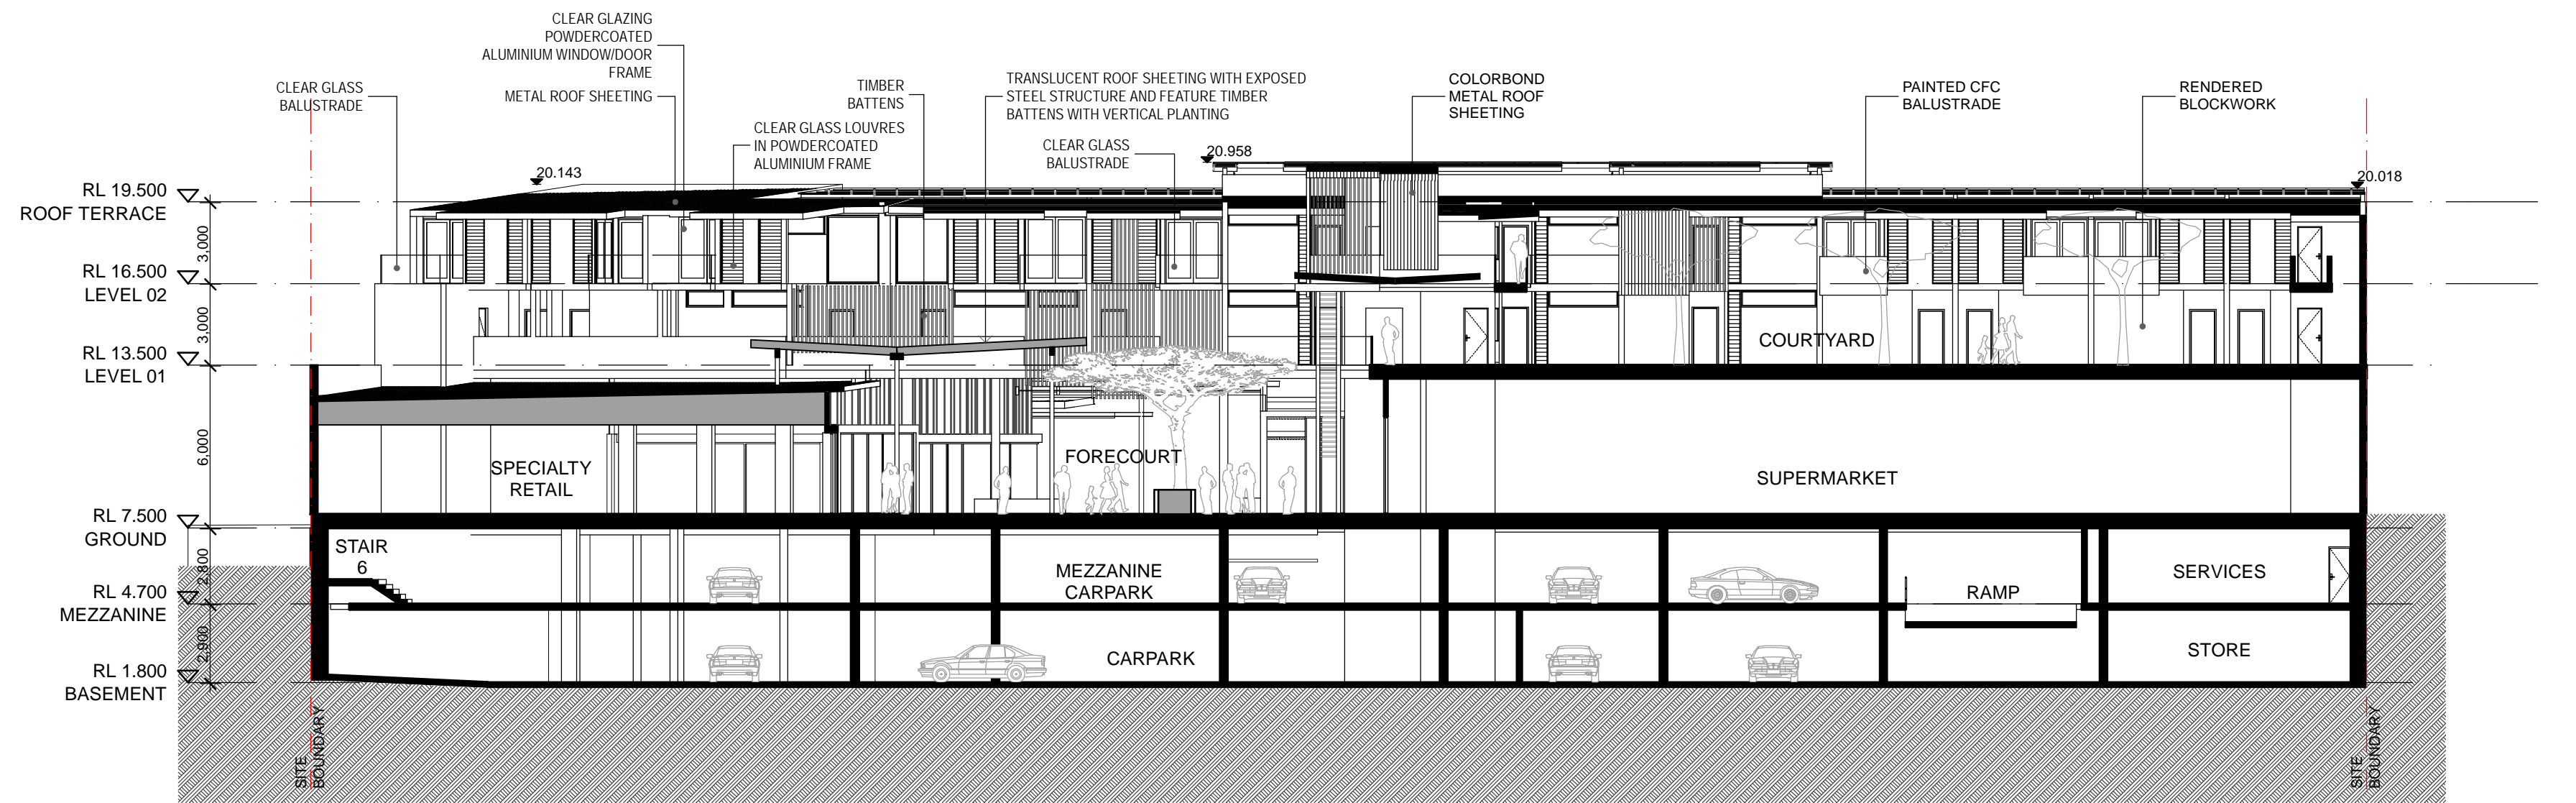 CLEAR GLAZING
POWDERCOATED
ALUMINIUM WINDOW/DOOR
FRAME
CLEAR GLASS
BALUSTRADE
METAL ROOF SHEETING
TIMBER
BATTENS
CLEAR GLASS LOUVRES
IN POWDERCOATED
ALUMINIUM FRAME
TRANSLUCENT ROOF SHEETING WITH EXPOSED
STEEL STRUCTURE AND FEATURE TIMBER
BATTENS WITH VERTICAL PLANTING
CLEAR GLASS
BALUSTRADE
COLORBOND
METAL ROOF
SHEETING
PAINTED CFC
BALUSTRADE
RENDERED
BLOCKWORK
20.143
20.958
20.018
RL 19.500
ROOF TERRACE
3,000
RL 16.500
LEVEL 02
3,000
RL 13.500
LEVEL 01
6,000
RL 7.500
GROUND
2,800
RL 4.700
MEZZANINE
2,900
RL 1.800
BASEMENT
COURTYARD
SPECIALTY
RETAIL
FORECOURT
SUPERMARKET
STAIR
6
MEZZANINE
CARPARK
RAMP
SERVICES
CARPARK
STORE
SITE
BOUNDARY
SITE
BOUNDARY